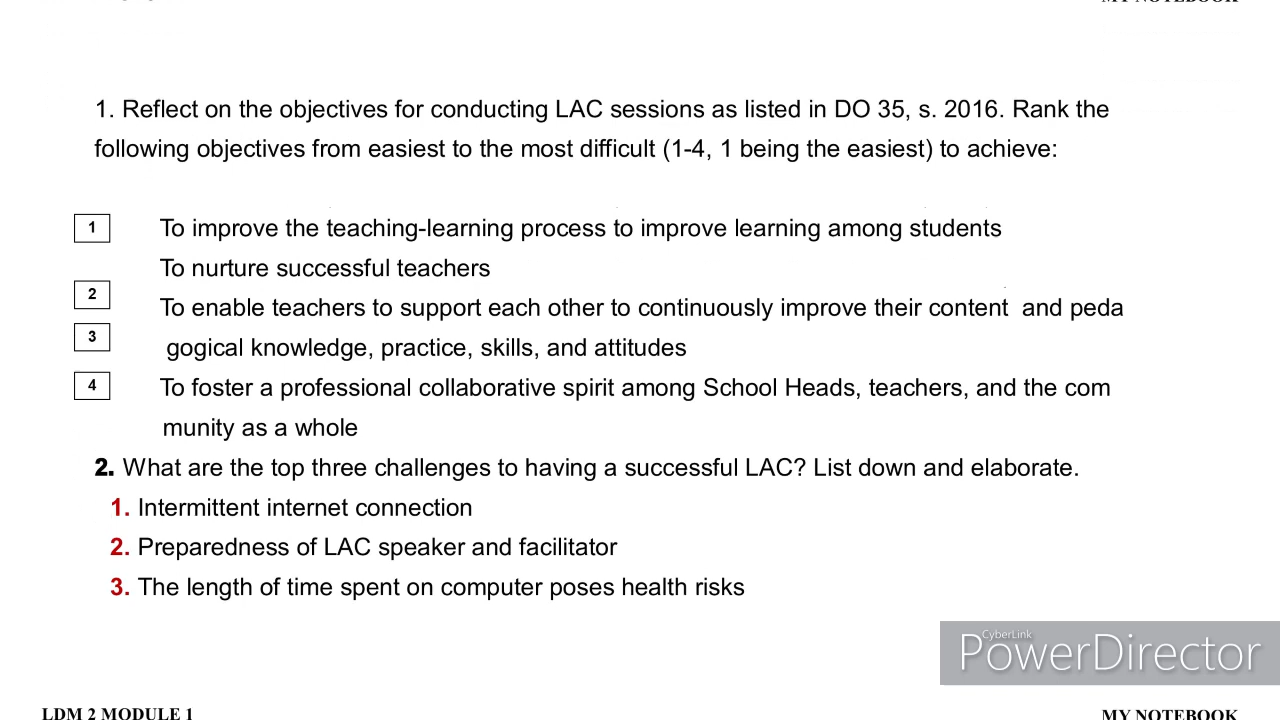 MY NOTEBOOK
1. Reflect on the objectives for conducting LAC sessions as listed in DO 35, s. 2016. Rank the
following objectives from easiest to the most difficult (1-4, 1 being the easiest) to achieve:
1 To improve the teaching-learning process to improve learning among students
To nurture successful teachers
2
To enable teachers to support each other to continuously improve their content and peda
3
gogical knowledge, practice, skills, and attitudes
4 To foster a professional collaborative spirit among School Heads, teachers, and the com
munity as a whole
2. What are the top three challenges to having a successful LAC? List down and elaborate.
1. Intermittent internet connection
2. Preparedness of LAC speaker and facilitator
3. The length of time spent on computer poses health risks
CyberLink
PowerDirector
LDM 2 MODULE 1
MY NOTEBOOK